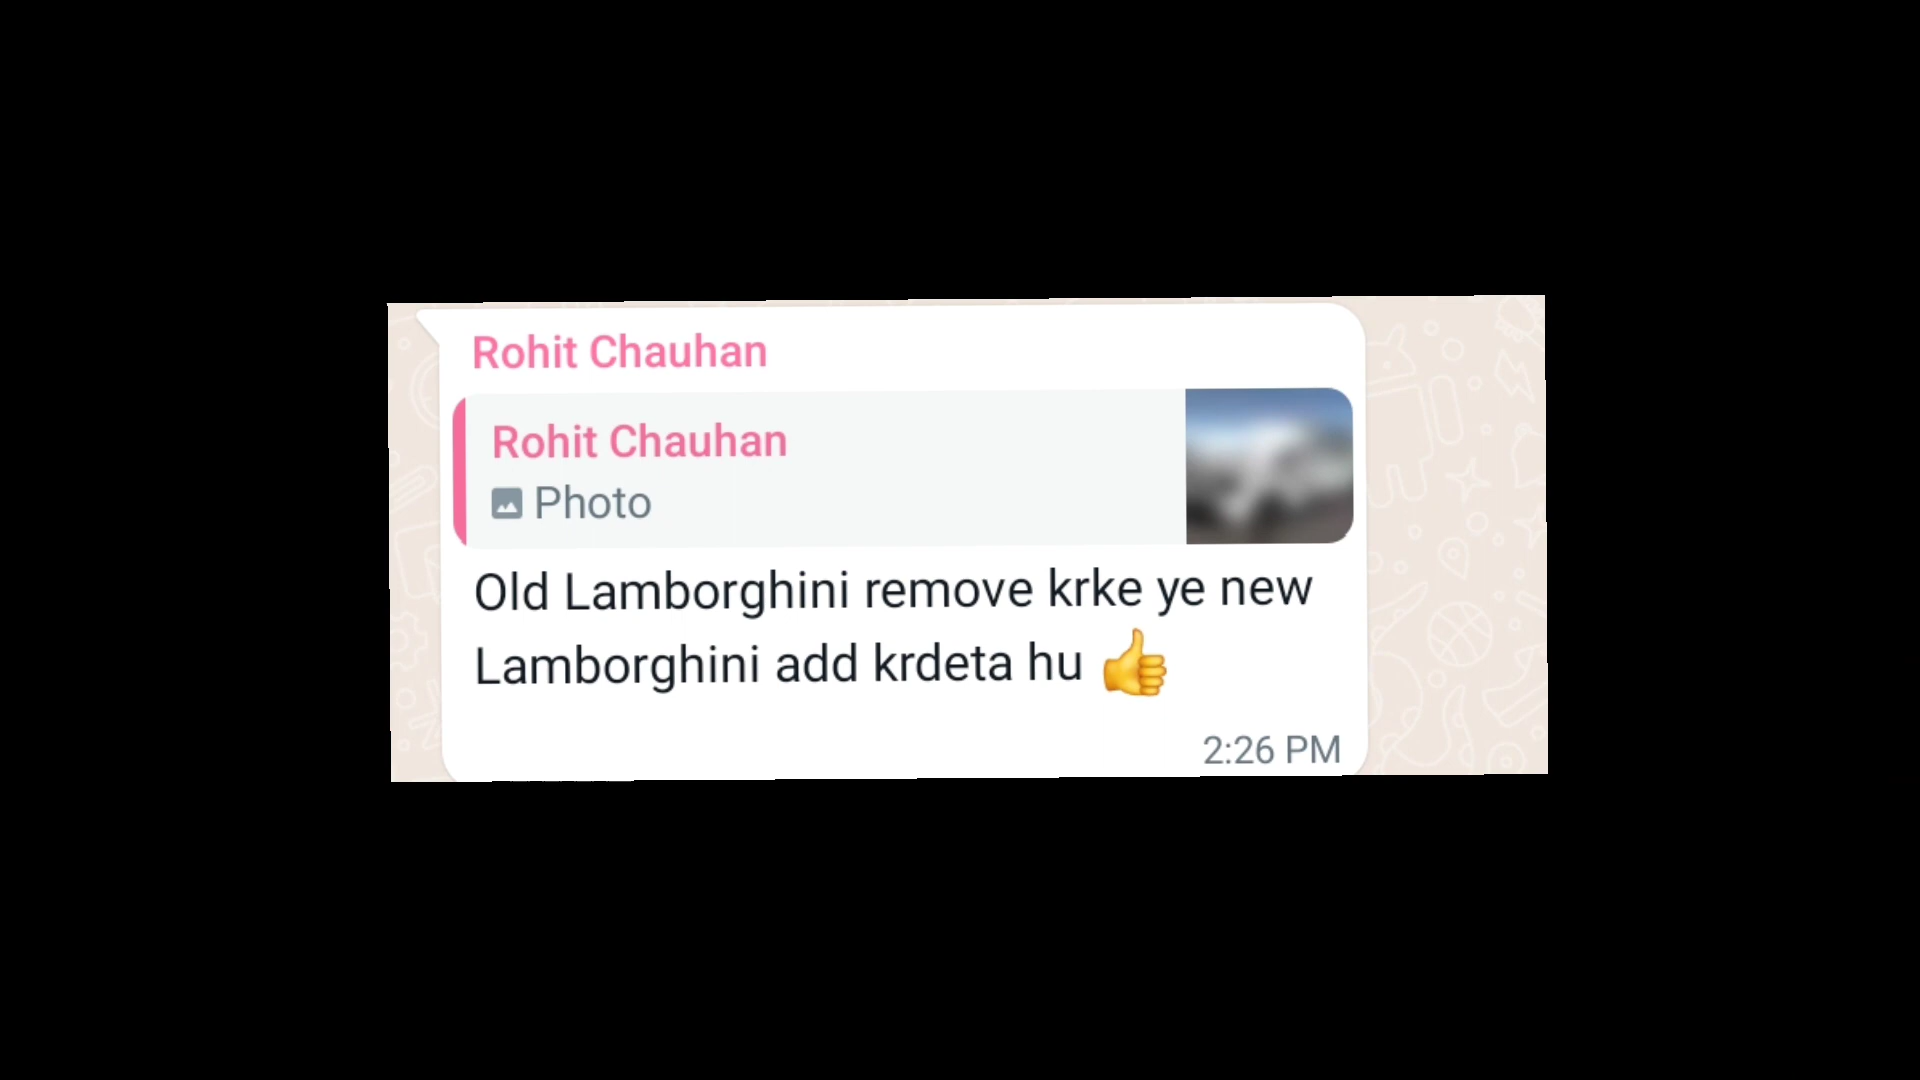 Rohit Chauhan
Rohit Chauhan
Photo
Old Lamborghini remove krke ye new
Lamborghini add krdeta hu 👍
2:26 PM